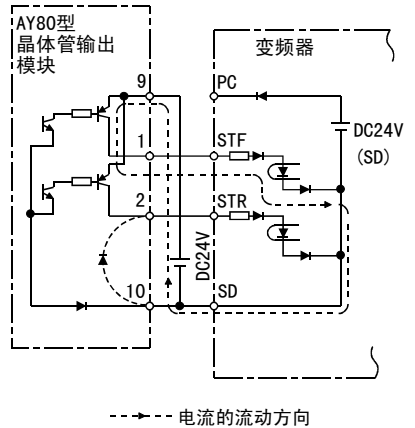 AY80型
晶体管输出
模块
变频器
9
PC
DC24V
(SD)
1
STF
2
STR
DC24V
10
SD
电流的流动方向